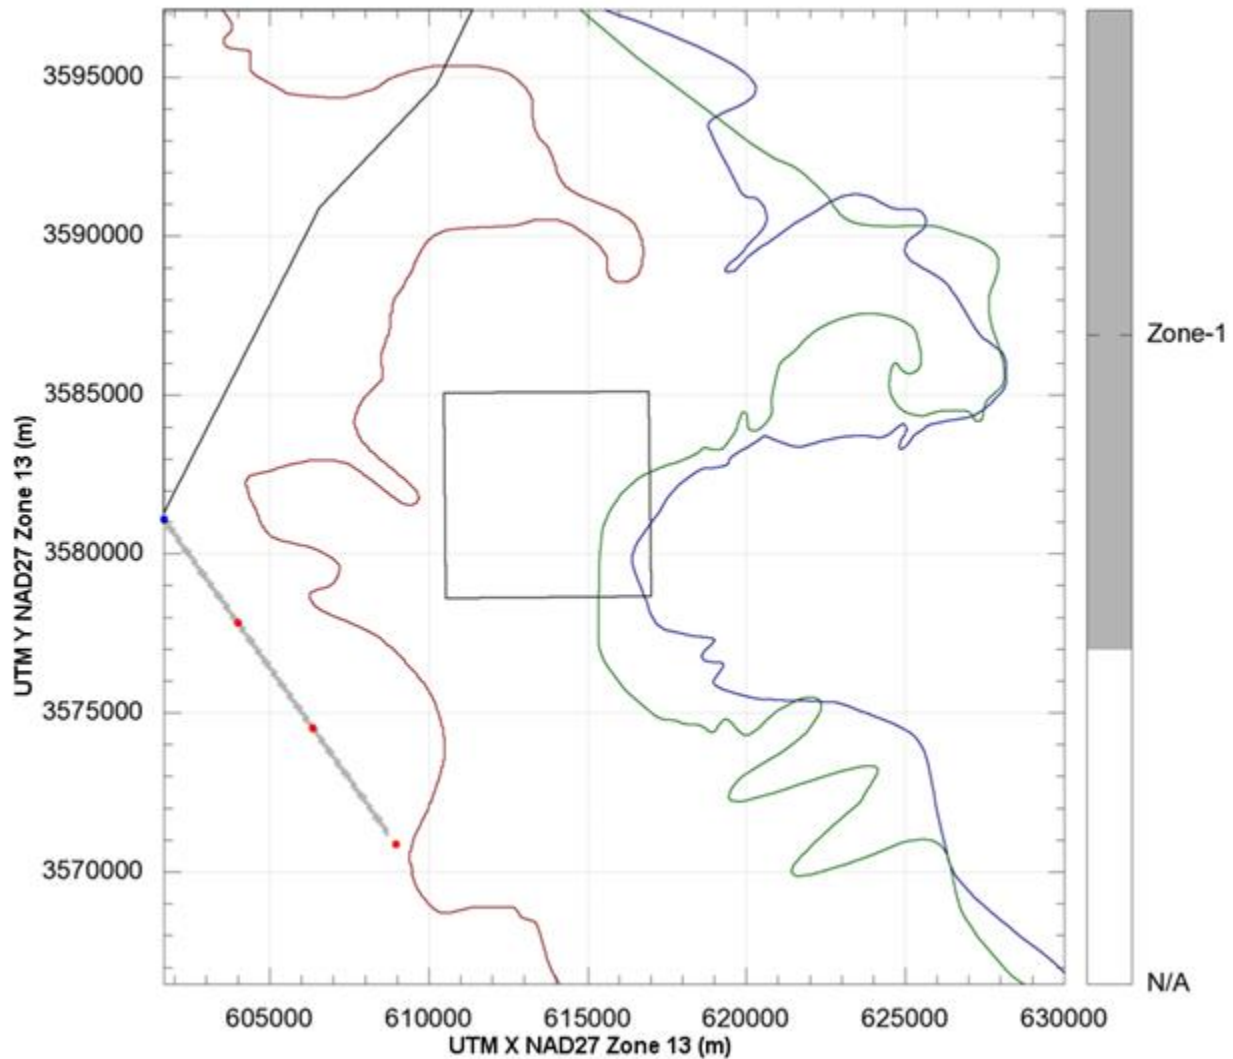 3595000
3590000
3585000
3580000
3575000
3570000
UTM Y NAD27 Zone 13 (m)
605000 610000 615000 620000 625000 630000
UTM X NAD27 Zone 13 (m)
Zone-1
N/A